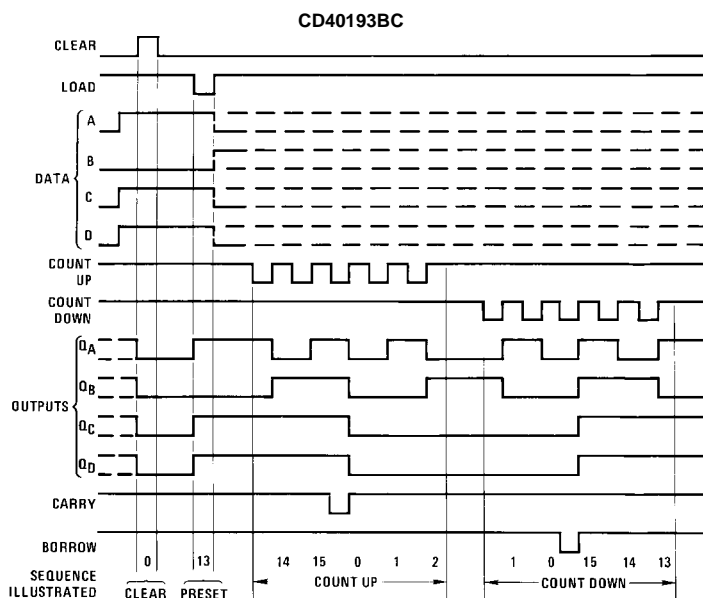 CD40193BC
CLEAR
LOAD
A
B
DATA
C
D
COUNT
UP
COUNT
DOWN
QA
QB
OUTPUTS
QC
QD
CARRY
BORROW
0 13 14 15 0 1 2 1 0 15 14 13
SEQUENCE
ILLUSTRATED
CLEAR PRESET COUNT UP COUNT DOWN